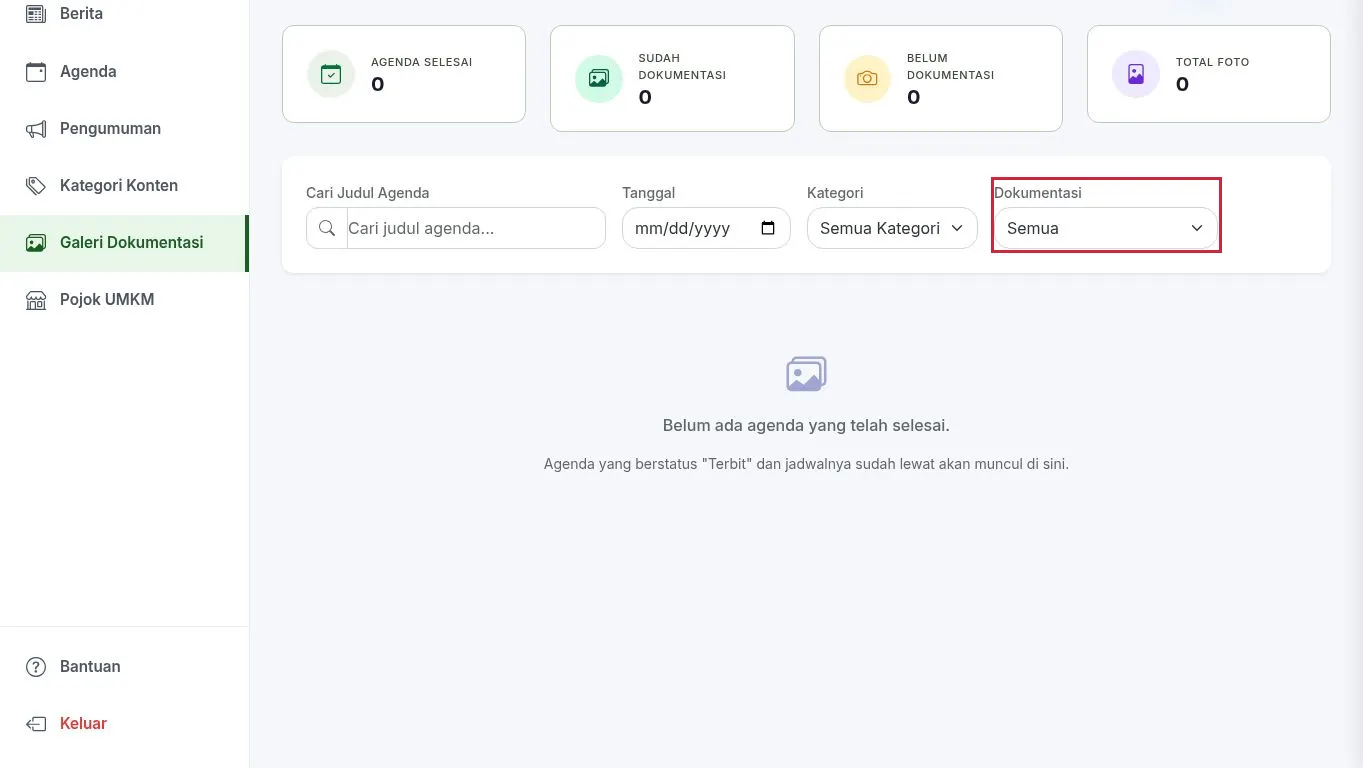 Berita
Agenda
Pengumuman
Kategori Konten
Galeri Dokumentasi
Pojok UMKM
Bantuan
Keluar
AGENDA SELESAI
0
SUDAH
DOKUMENTASI
0
BELUM
DOKUMENTASI
0
TOTAL FOTO
0
Cari Judul Agenda
Cari judul agenda...
Tanggal
mm/dd/yyyy
Kategori
Semua Kategori
Dokumentasi
Semua
Belum ada agenda yang telah selesai.
Agenda yang berstatus "Terbit" dan jadwalnya sudah lewat akan muncul di sini.